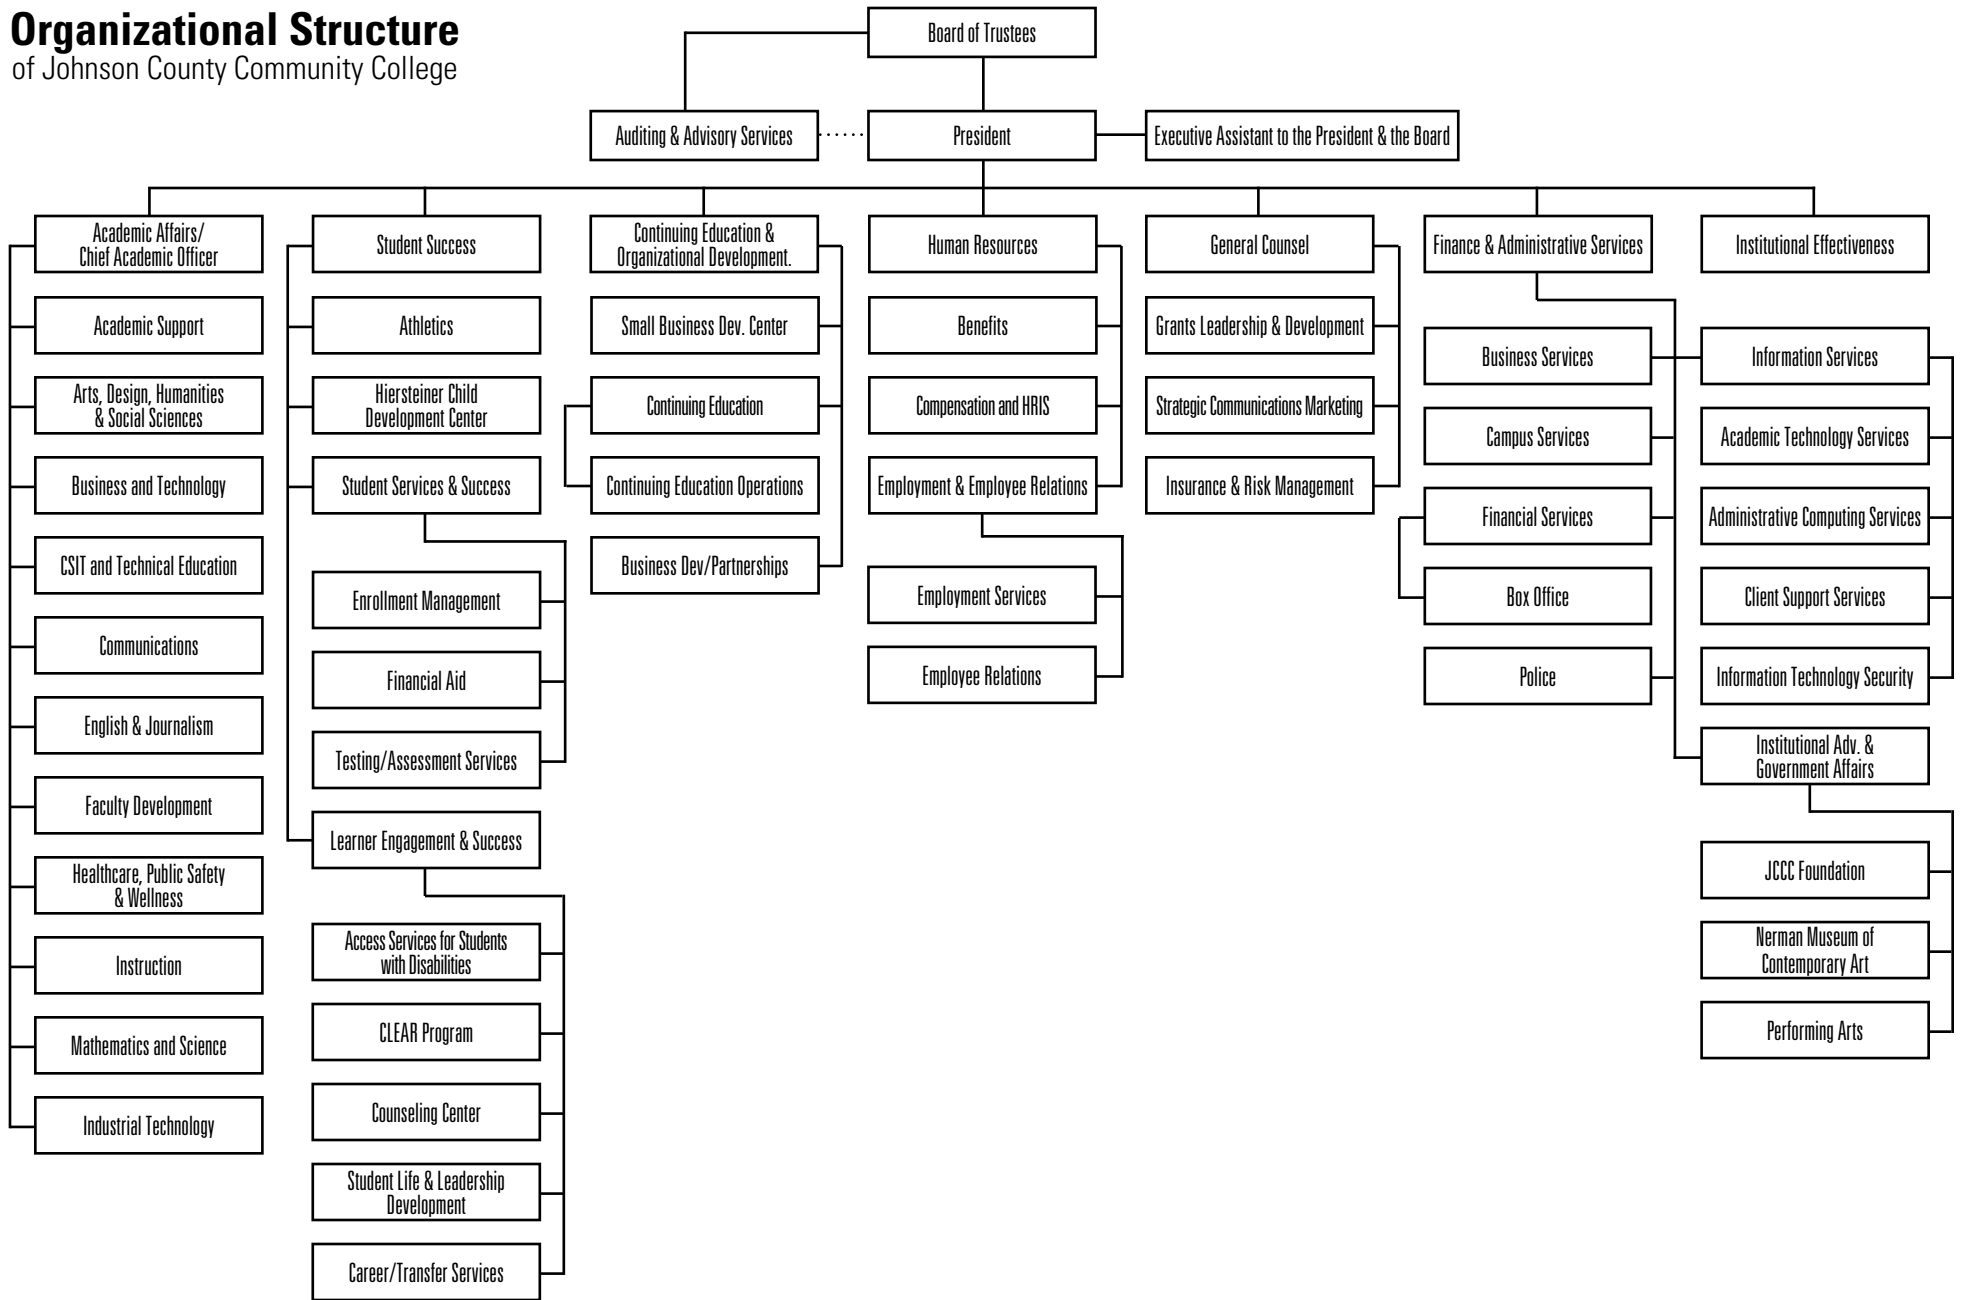 Organizational Structure
of Johnson County Community College
Board of Trustees
Auditing & Advisory Services
President
Executive Assistant to the President & the Board
Academic Affairs/
Chief Academic Officer
Academic Support
Arts, Design, Humanities
& Social Sciences
Business and Technology
CSIT and Technical Education
Communications
English & Journalism
Faculty Development
Healthcare, Public Safety
& Wellness
Instruction
Mathematics and Science
Industrial Technology
Student Success
Athletics
Hiersteiner Child
Development Center
Student Services & Success
Enrollment Management
Financial Aid
Testing/Assessment Services
Learner Engagement & Success
Access Services for Students
with Disabilities
CLEAR Program
Counseling Center
Student Life & Leadership
Development
Career/Transfer Services
Continuing Education &
Organizational Development.
Small Business Dev. Center
Continuing Education
Continuing Education Operations
Business Dev/Partnerships
Human Resources
Benefits
Compensation and HRIS
Employment & Employee Relations
Employment Services
Employee Relations
General Counsel
Grants Leadership & Development
Strategic Communications Marketing
Insurance & Risk Management
Finance & Administrative Services
Business Services
Campus Services
Financial Services
Box Office
Police
Institutional Effectiveness
Information Services
Academic Technology Services
Administrative Computing Services
Client Support Services
Information Technology Security
Institutional Adv. &
Government Affairs
JCCC Foundation
Nerman Museum of
Contemporary Art
Performing Arts